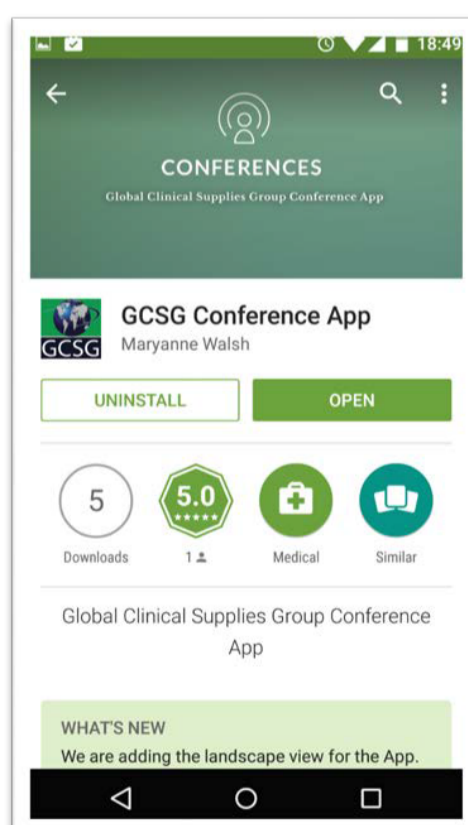 18:49
CONFERENCES
Global Clinical Supplies Group Conference App
GCSG
GCSG Conference App
Maryanne Walsh
UNINSTALL
OPEN
5
5.0
Downloads
1
Medical
Similar
Global Clinical Supplies Group Conference
App
WHAT'S NEW
We are adding the landscape view for the App.